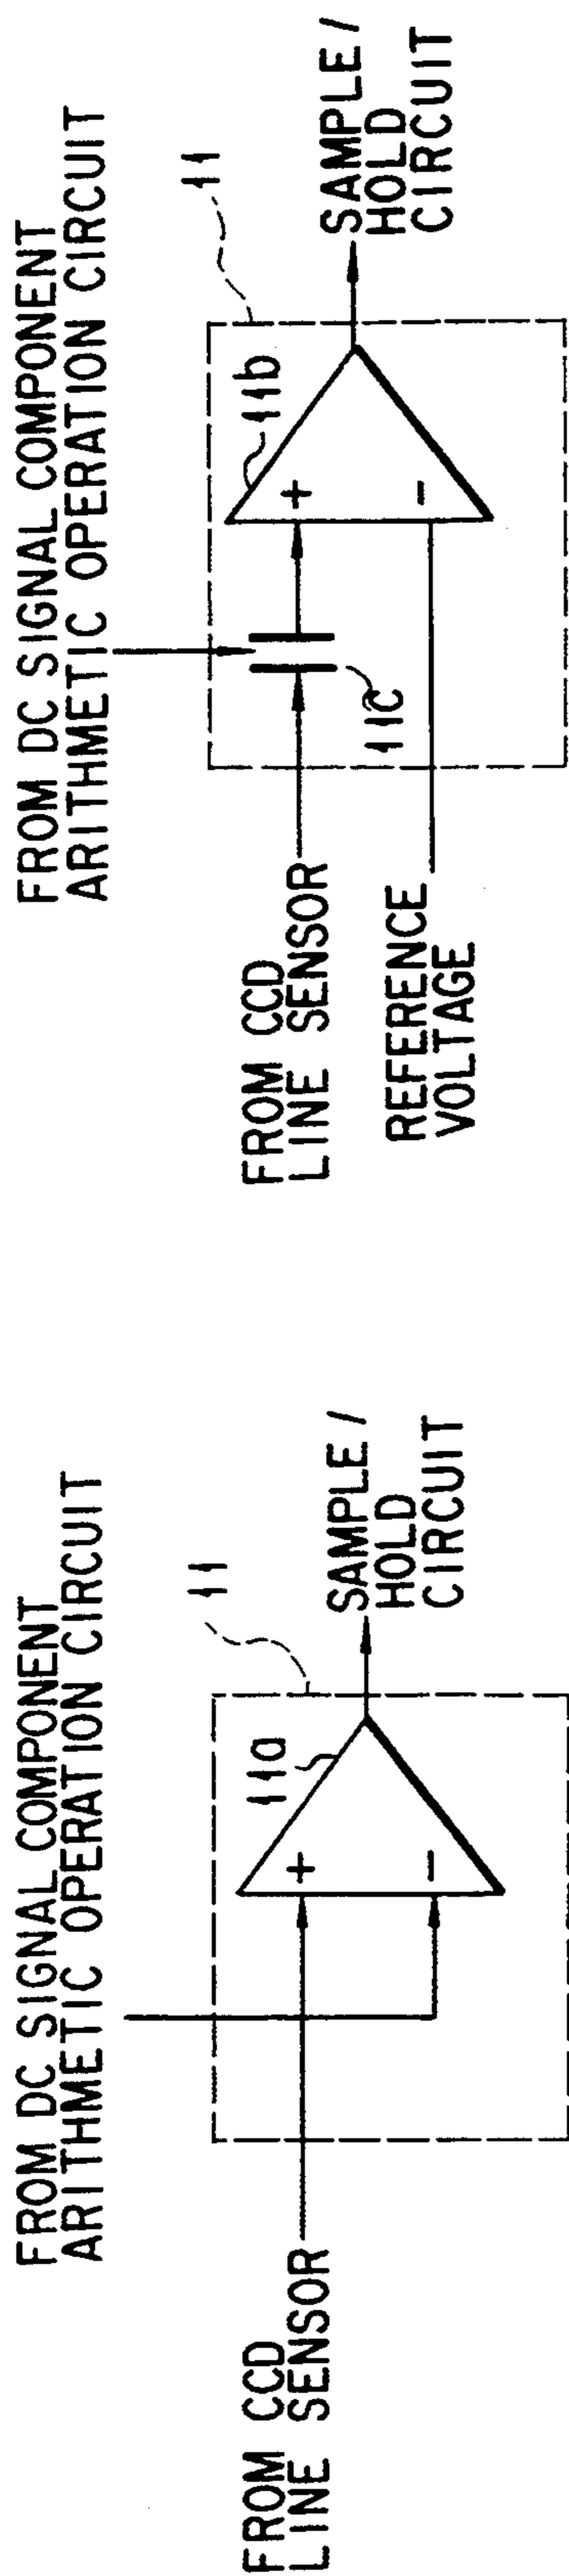 FROM DC SIGNAL COMPONENT
ARITHMETIC OPERATION CIRCUIT
11
FROM CCD
LINE SENSOR
+
-
11a
SAMPLE /
HOLD
CIRCUIT
FROM DC SIGNAL COMPONENT
ARITHMETIC OPERATION CIRCUIT
11
FROM CCD
LINE SENSOR
REFERENCE
VOLTAGE
11c
+
-
11b
SAMPLE /
HOLD
CIRCUIT